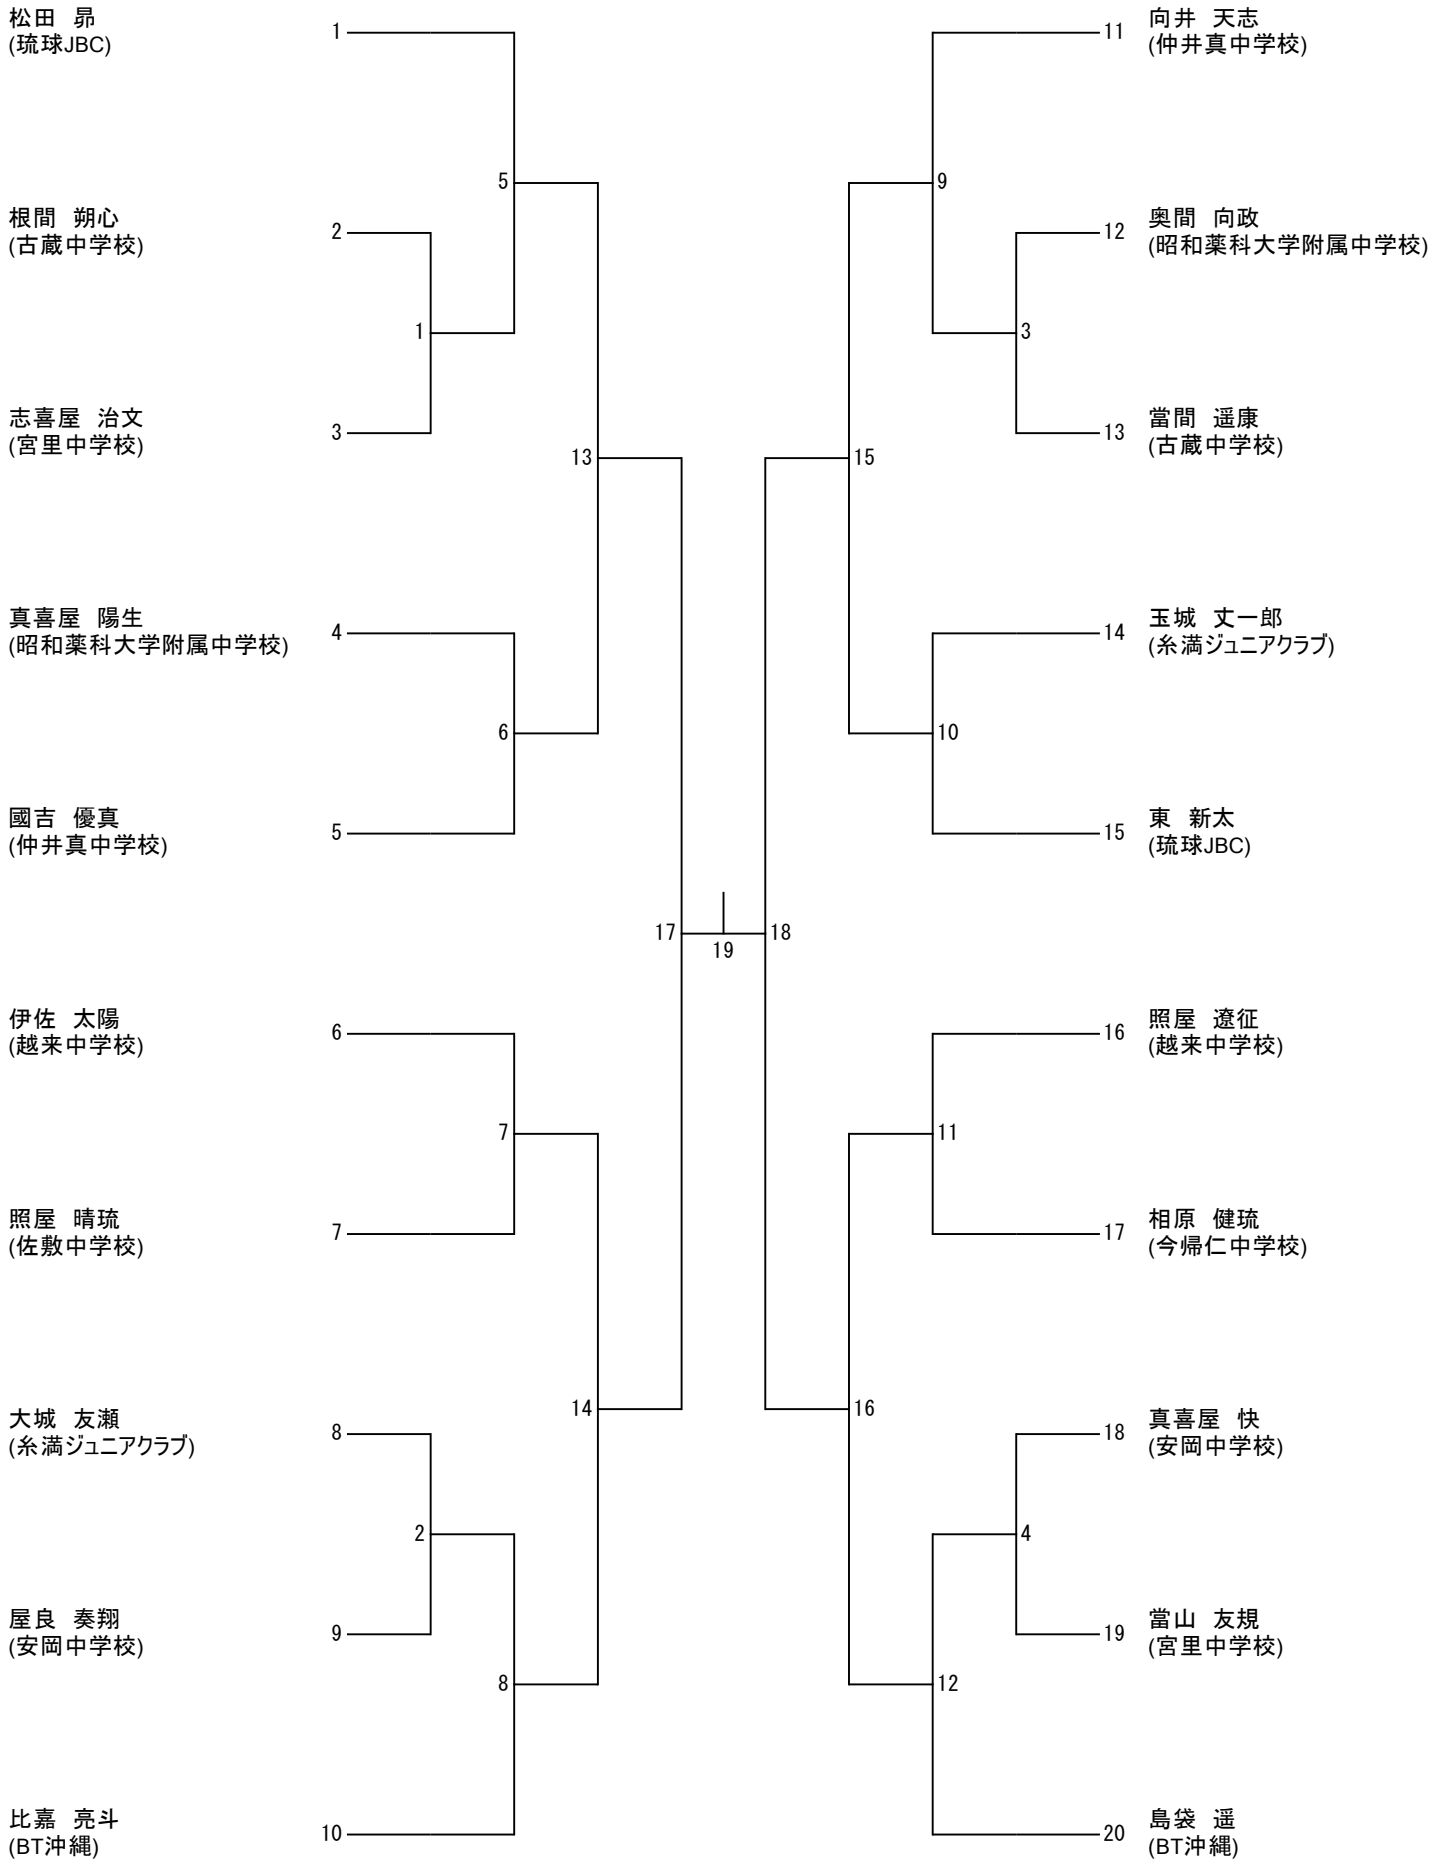 松田 昴
(琉球JBC)
1
根間 朔心
(古蔵中学校)
2
志喜屋 治文
(宮里中学校)
3
真喜屋 陽生
(昭和薬科大学附属中学校)
4
國吉 優真
(仲井真中学校)
5
伊佐 太陽
(越来中学校)
6
照屋 晴琉
(佐敷中学校)
7
大城 友瀬
(糸満ジュニアクラブ)
8
屋良 奏翔
(安岡中学校)
9
比嘉 亮斗
(BT沖縄)
10
1
2
5
6
7
8
13
14
17
19
18
15
16
9
10
11
12
3
4
11
向井 天志
(仲井真中学校)
12
奥間 向政
(昭和薬科大学附属中学校)
13
當間 遥康
(古蔵中学校)
14
玉城 丈一郎
(糸満ジュニアクラブ)
15
東 新太
(琉球JBC)
16
照屋 遼征
(越来中学校)
17
相原 健琉
(今帰仁中学校)
18
真喜屋 快
(安岡中学校)
19
當山 友規
(宮里中学校)
20
島袋 遥
(BT沖縄)